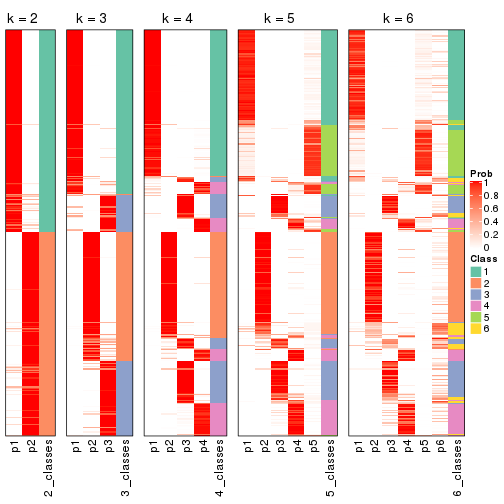 k = 2
k = 3
k = 4
k = 5
k = 6
Prob
1
0.8
0.6
0.4
0.2
0
Class
1
2
3
4
5
6
p1
p2
2_classes
p1
p2
p3
3_classes
p1
p2
p3
p4
4_classes
p1
p2
p3
p4
p5
5_classes
p1
p2
p3
p4
p5
p6
6_classes